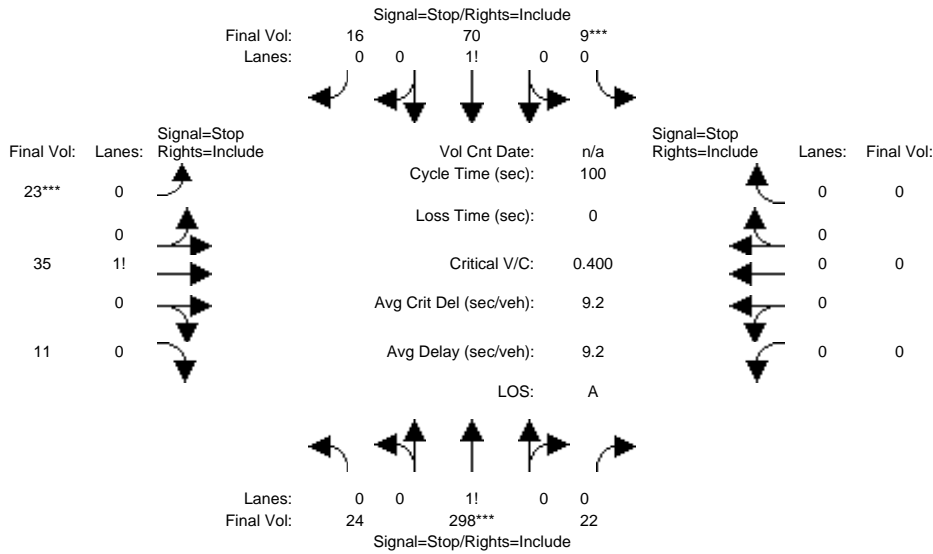 Signal=Stop/Rights=Include
Final Vol: 16 70 9***
Lanes: 0 0 1! 0 0
Signal=Stop Signal=Stop
Final Vol: Lanes: Rights=Include Vol Cnt Date: n/a Rights=Include Lanes: Final Vol:
Cycle Time (sec): 100
23*** 0 0 0
Loss Time (sec): 0
0 0
35 1! Critical V/C: 0.400 0 0
0 Avg Crit Del (sec/veh): 9.2 0
11 0 Avg Delay (sec/veh): 9.2 0 0
LOS: A
Lanes: 0 0 1! 0 0
Final Vol: 24 298*** 22
Signal=Stop/Rights=Include